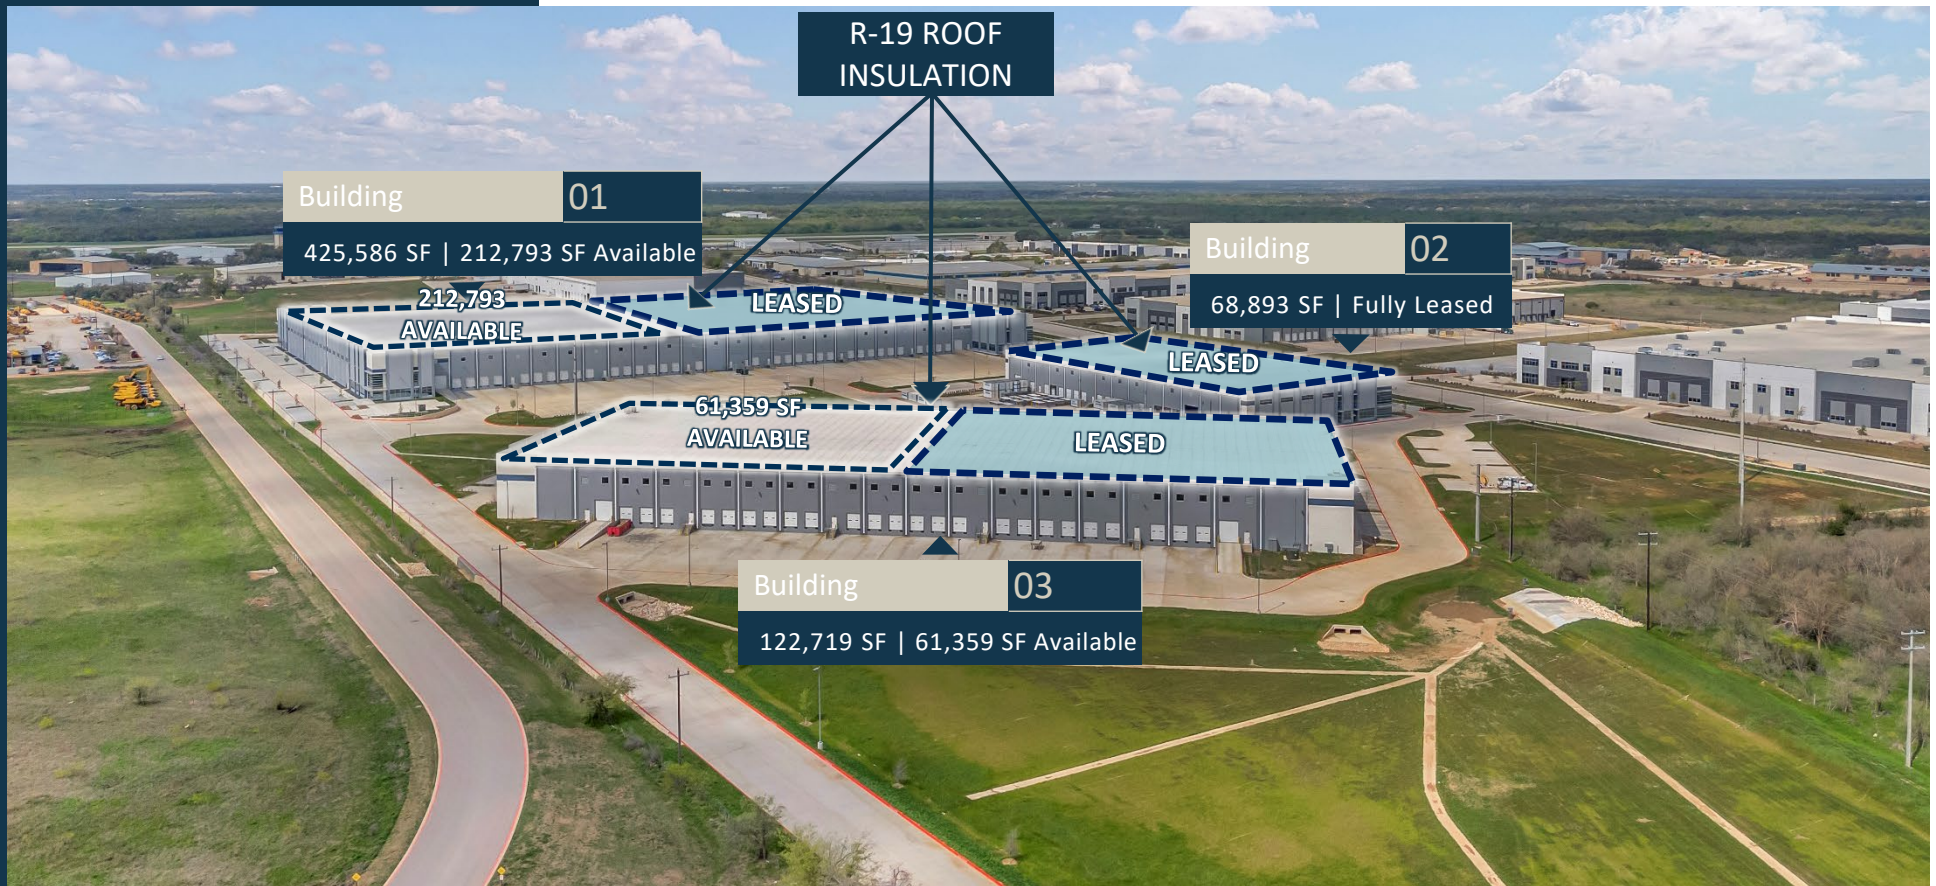 R-19 ROOF
INSULATION
Building 01
425,586 SF | 212,793 SF Available
Building 02
68,893 SF | Fully Leased
212,793
AVAILABLE
LEASED
LEASED
61,359 SF
AVAILABLE
LEASED
Building 03
122,719 SF | 61,359 SF Available